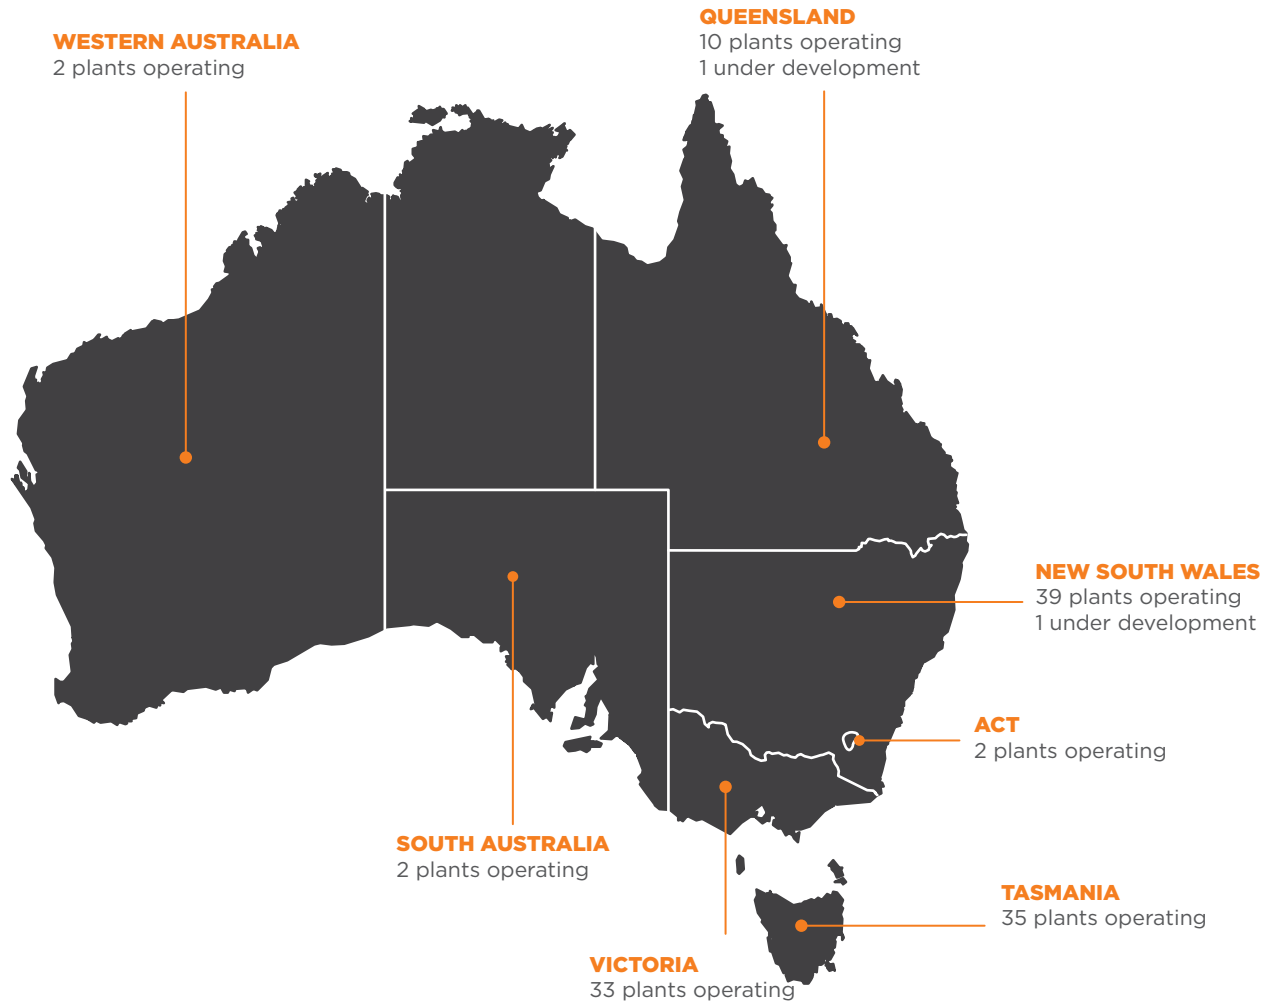 QUEENSLAND
10 plants operating
1 under development
WESTERN AUSTRALIA
2 plants operating
NEW SOUTH WALES
39 plants operating
1 under development
ACT
2 plants operating
SOUTH AUSTRALIA
2 plants operating
TASMANIA
35 plants operating
VICTORIA
33 plants operating